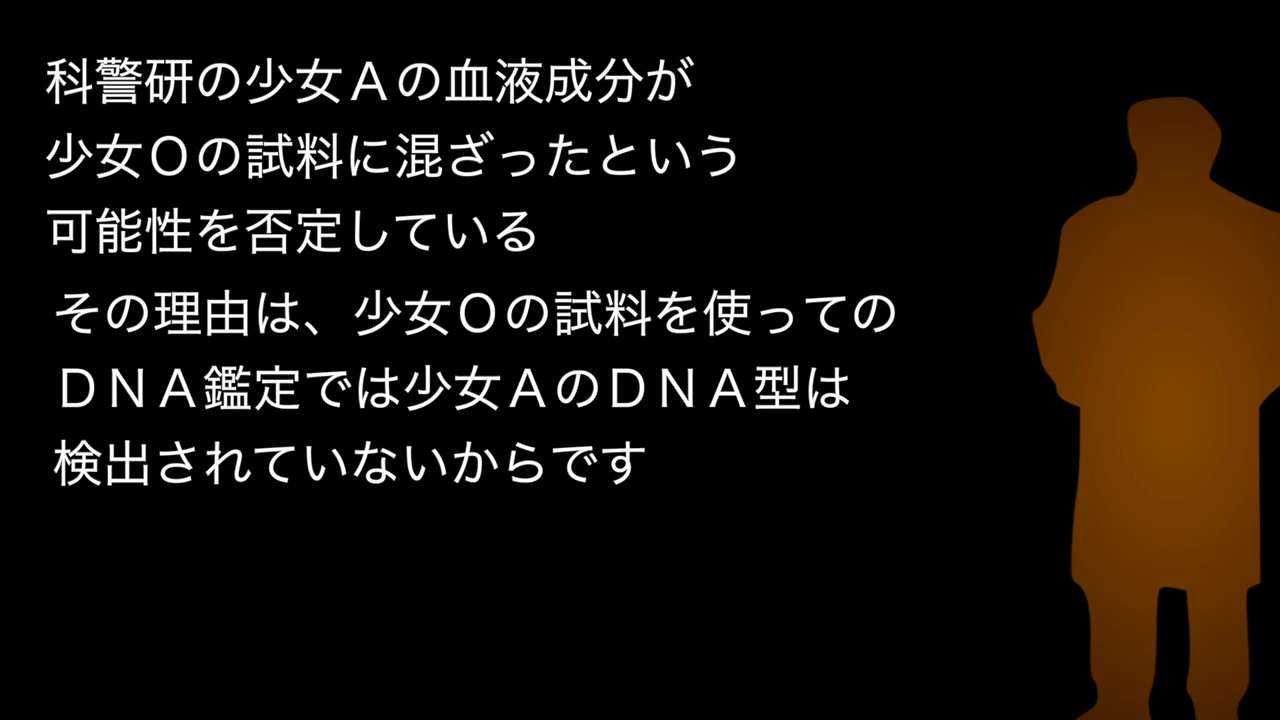 科警研の少女Ａの血液成分が
少女Ｏの試料に混ざったという
可能性を否定している
その理由は、少女Ｏの試料を使っての
ＤＮＡ鑑定では少女ＡのＤＮＡ型は
検出されていないからです